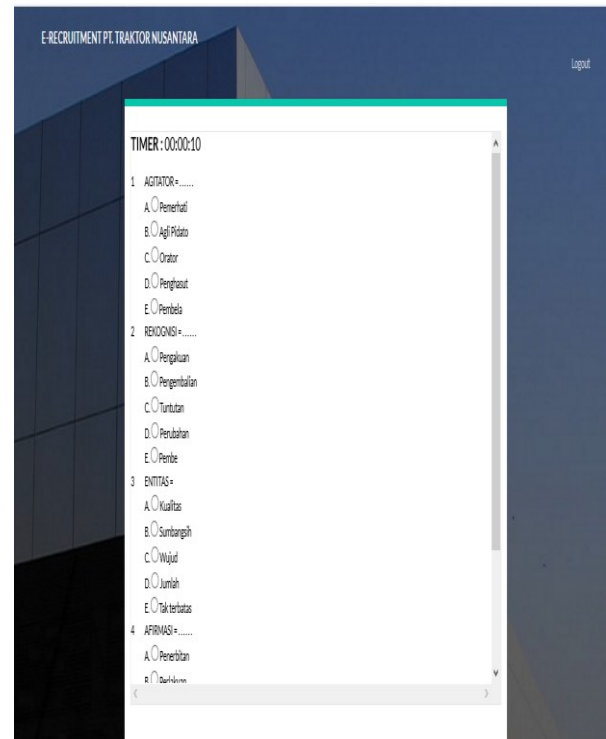 E-RECRUITMENT PT. TRAKTOR NUSANTARA
Logout
TIMER : 00:00:10
1 AGITATOR = ......
A. Pemerhati
B. Agli Pidato
C. Orator
D. Penghasut
E. Pembela
2 REKOGNISI = ......
A. Pengakuan
B. Pengembalian
C. Tuntutan
D. Perubahan
E. Pembe
3 ENTITAS =
A. Kualitas
B. Sumbangsih
C. Wujud
D. Jumlah
E. Tak terbatas
4 AFIRMASI = ......
A. Penerbitan
B.